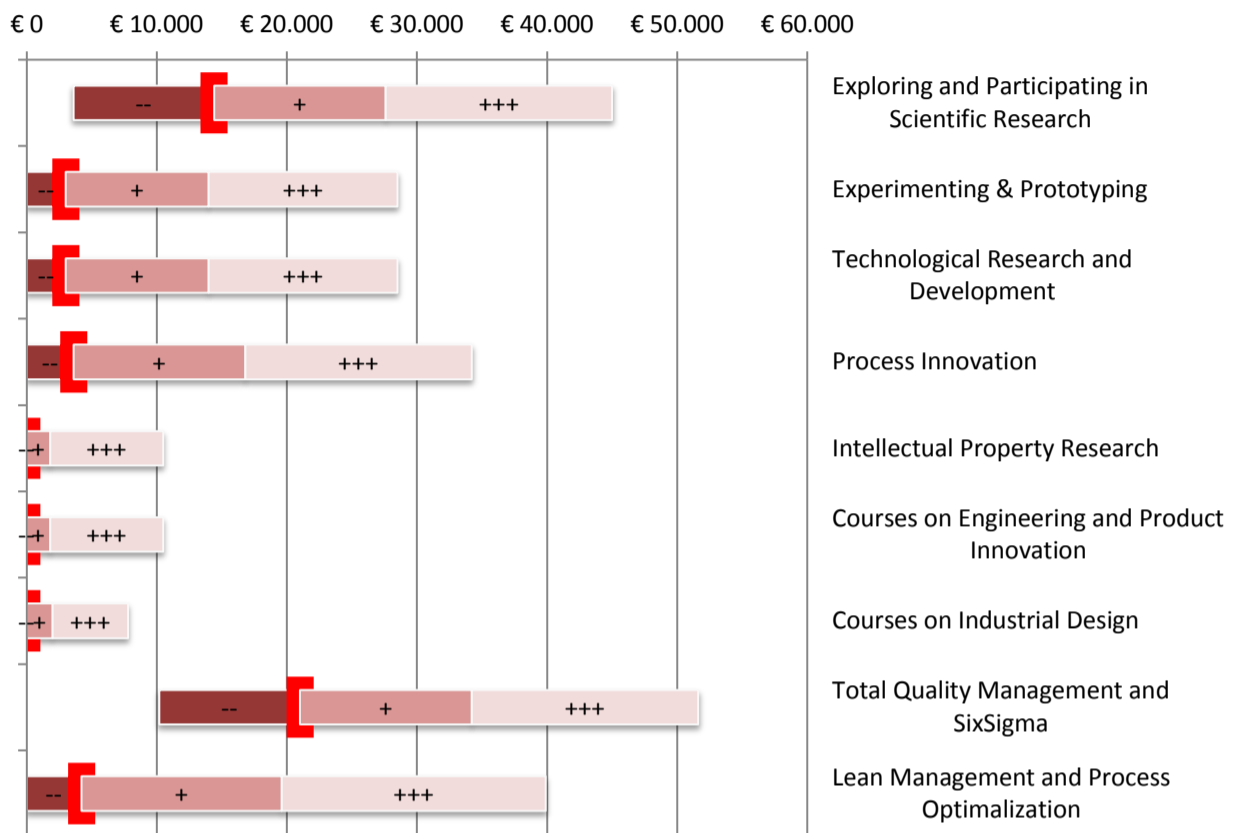 € 0 € 10.000 € 20.000 € 30.000 € 40.000 € 50.000 € 60.000
-- + +++ Exploring and Participating in
Scientific Research
-- + +++ Experimenting & Prototyping
-- + +++ Technological Research and
Development
-- + +++ Process Innovation
-- + +++ Intellectual Property Research
-- + +++ Courses on Engineering and Product
Innovation
-- + +++ Courses on Industrial Design
-- + +++ Total Quality Management and
SixSigma
-- + +++ Lean Management and Process
Optimalization